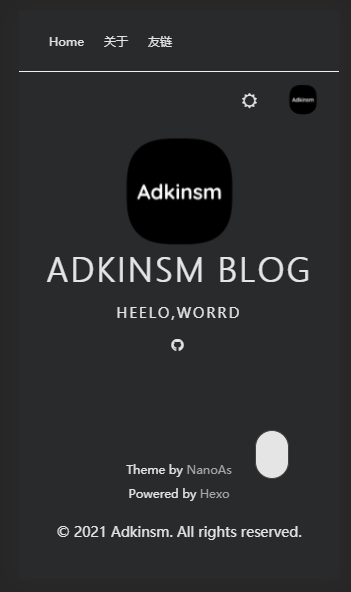 Home 关于 友链
Adkinsm
Adkinsm
ADKINSM BLOG
HEELO,WORRD
Theme by NanoAs
Powered by Hexo
© 2021 Adkinsm. All rights reserved.